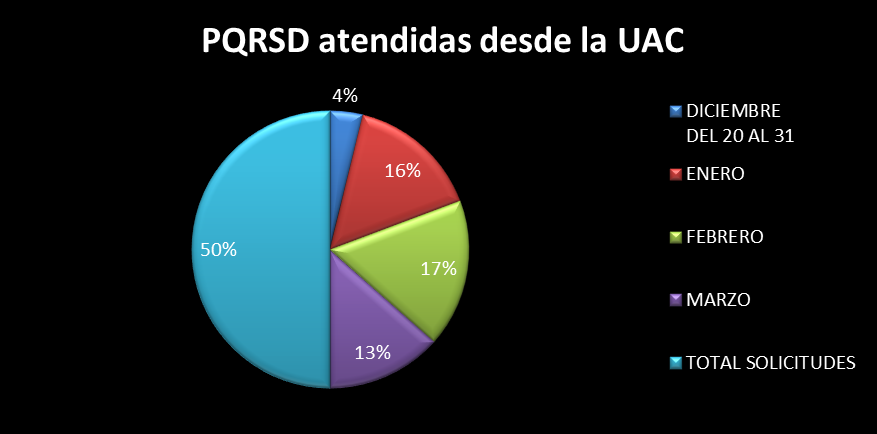 PQRSD atendidas desde la UAC
4%
16%
17%
13%
50%
DICIEMBRE
DEL 20 AL 31
ENERO
FEBRERO
MARZO
TOTAL SOLICITUDES